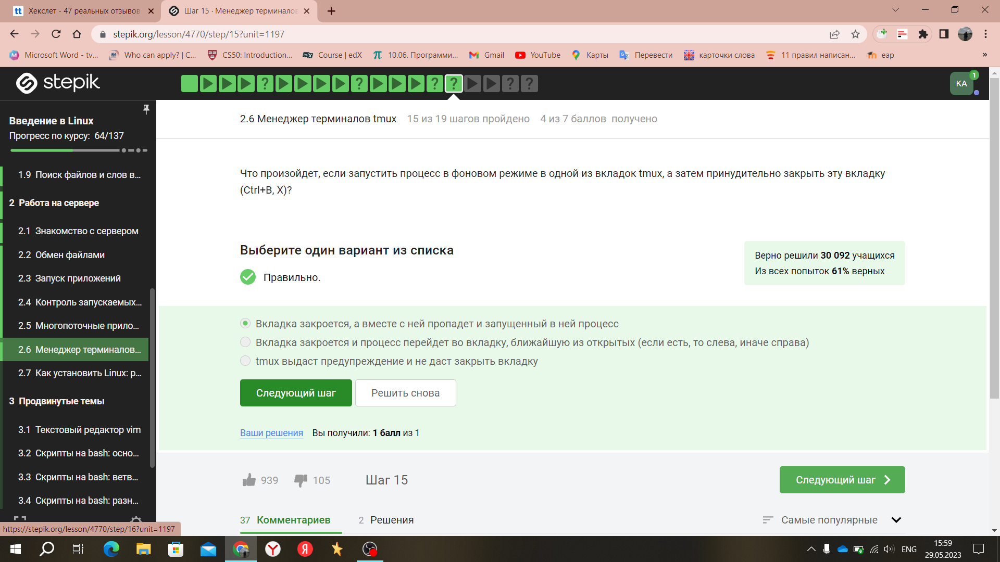 Хекслет - 47 реальных отзывов
Шаг 15 · Менеджер терминалов
stepik.org/lesson/4770/step/15?unit=1197
Microsoft Word - tv...
Who can apply? | C...
CS50: Introduction...
Course | edX
10.06. Программи...
Gmail
YouTube
Карты
Перевести
карточки слова
11 правил написан...
eap
»
stepik
KA
1
Введение в Linux
Прогресс по курсу: 64/137
1.9 Поиск файлов и слов в...
2 Работа на сервере
2.1 Знакомство с сервером
2.2 Обмен файлами
2.3 Запуск приложений
2.4 Контроль запускаемых...
2.5 Многопоточные прило...
2.6 Менеджер терминалов...
2.7 Как установить Linux: р...
3 Продвинутые темы
3.1 Текстовый редактор vim
3.2 Скрипты на bash: осно...
3.3 Скрипты на bash: ветв...
3.4 Скрипты на bash: разн...
2.6 Менеджер терминалов tmux 15 из 19 шагов пройдено 4 из 7 баллов получено
Что произойдет, если запустить процесс в фоновом режиме в одной из вкладок tmux, а затем принудительно закрыть эту вкладку
(Ctrl+B, X)?
Выберите один вариант из списка
Правильно.
Верно решили 30 092 учащихся
Из всех попыток 61% верных
Вкладка закроется, а вместе с ней пропадет и запущенный в ней процесс
Вкладка закроется и процесс перейдет во вкладку, ближайшую из открытых (если есть, то слева, иначе справа)
tmux выдаст предупреждение и не даст закрыть вкладку
Следующий шаг
Решить снова
Ваши решения Вы получили: 1 балл из 1
939
105
Шаг 15
Следующий шаг
37 Комментариев
2 Решения
Самые популярные
https://stepik.org/lesson/4770/step/16?unit=1197
ENG
15:59
29.05.2023